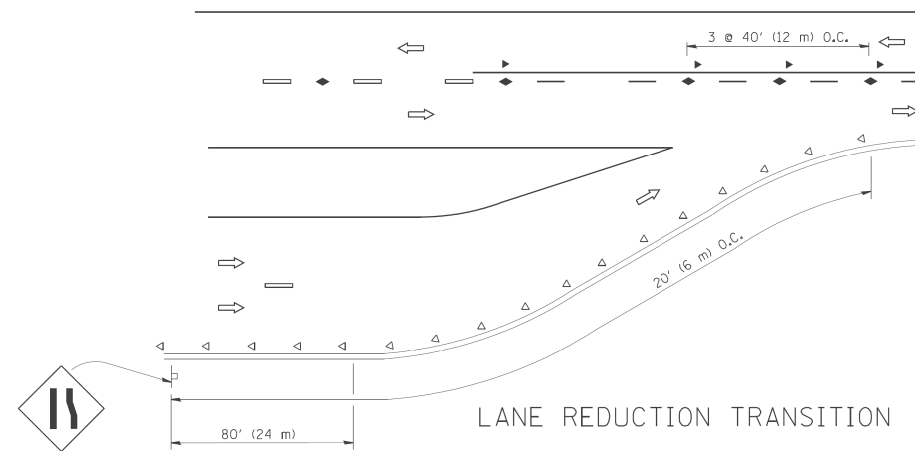 3 @ 40' (12 m) O.C.
20' (6 m) O.C.
80' (24 m)
LANE REDUCTION TRANSITION